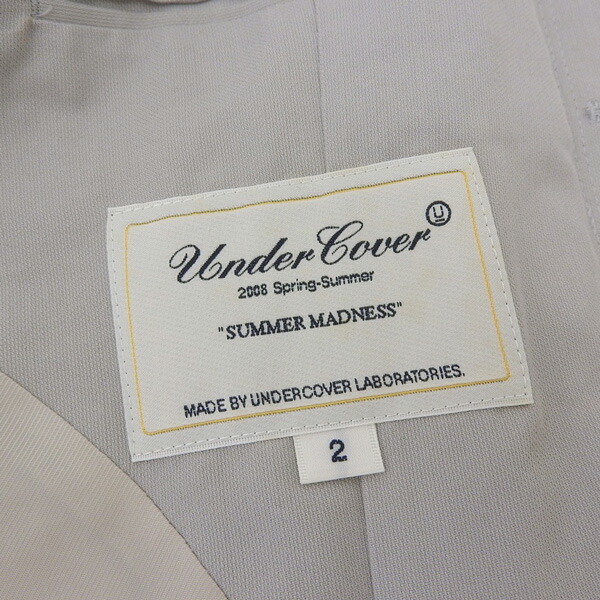 UnderCover U
2008 Spring-Summer
"SUMMER MADNESS"
MADE BY UNDERCOVER LABORATORIES.
2